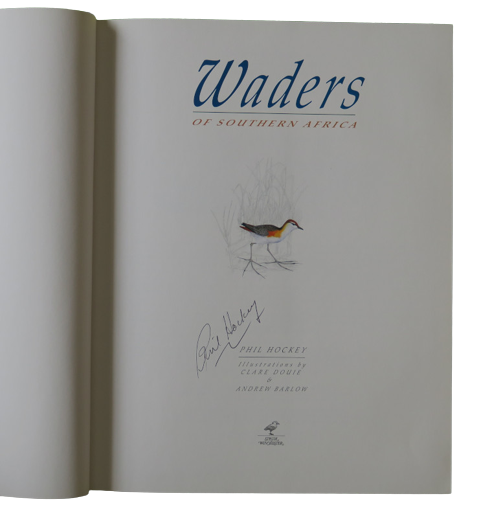 Waders
OF SOUTHERN AFRICA
Phil Hockey
PHIL HOCKEY
Illustrations by
CLARE DOUIE
&
ANDREW BARLOW